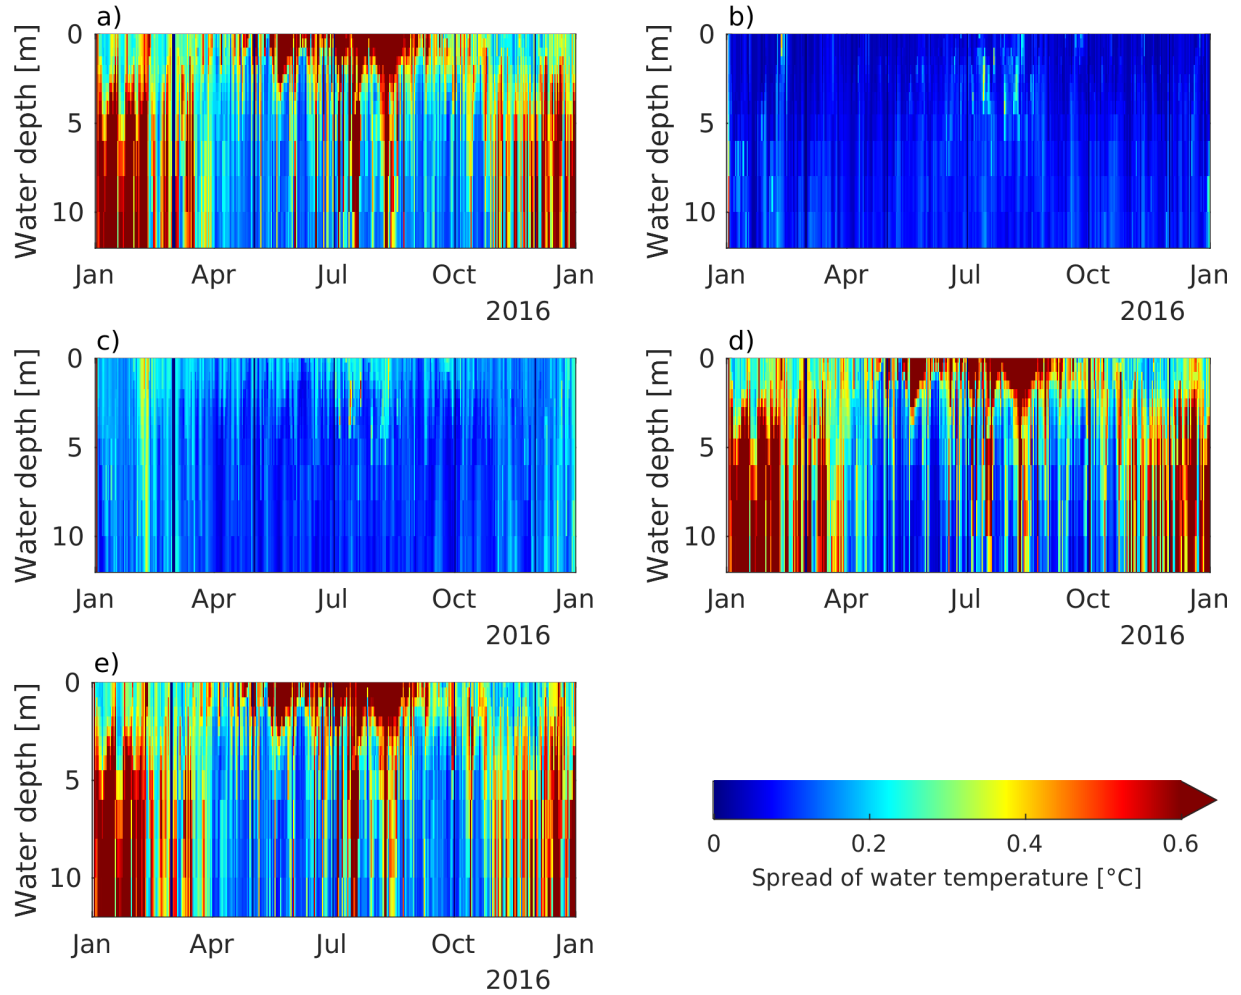 a)
0
5
10
Water depth [m]
Jan Apr Jul Oct Jan
2016
b)
0
5
10
Water depth [m]
Jan Apr Jul Oct Jan
2016
c)
0
5
10
Water depth [m]
Jan Apr Jul Oct Jan
2016
d)
0
5
10
Water depth [m]
Jan Apr Jul Oct Jan
2016
e)
0
5
10
Water depth [m]
Jan Apr Jul Oct Jan
2016
0 0.2 0.4 0.6
Spread of water temperature [°C]